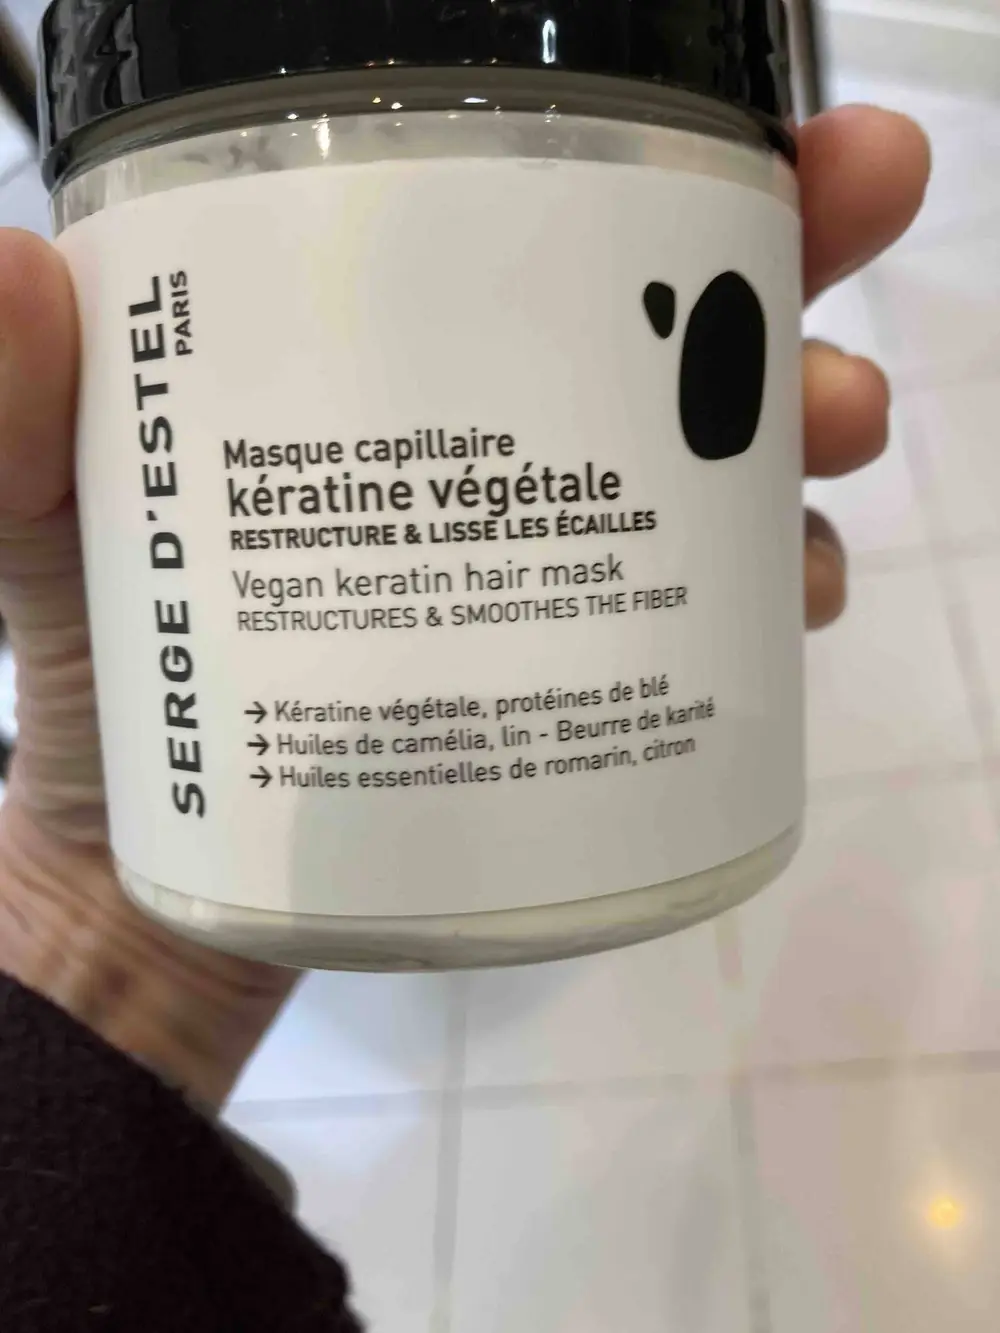 SERGE D'ESTEL
PARIS
Masque capillaire
kératine végétale
RESTRUCTURE & LISSE LES ÉCAILLES
Vegan keratin hair mask
RESTRUCTURES & SMOOTHES THE FIBER
→ Kératine végétale, protéines de blé
→ Huiles de camélia, lin - Beurre de karité
→ Huiles essentielles de romarin, citron